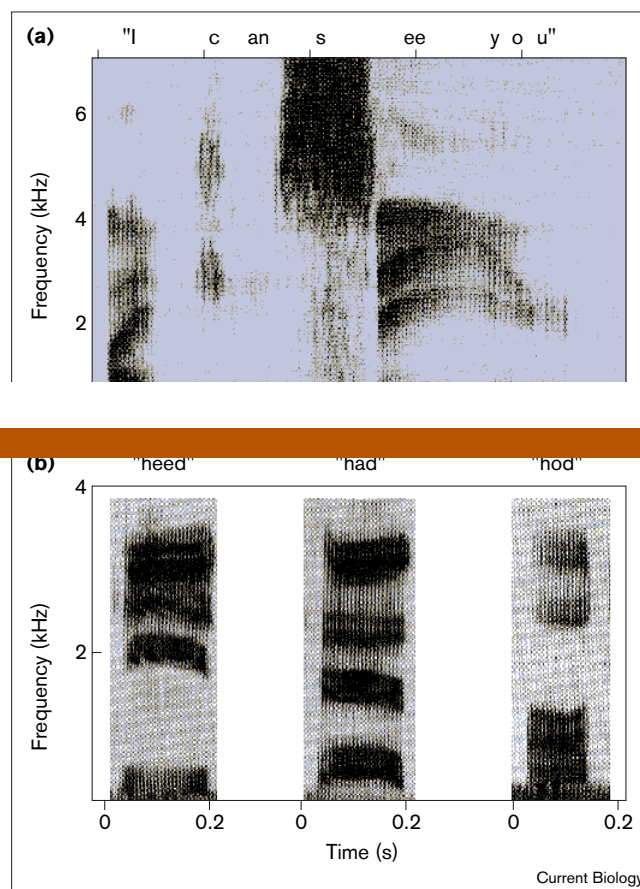 (a) "I c an s ee y o u"
6
Frequency (kHz)
4
2
(b) "heed" "had" "hod"
4
Frequency (kHz)
2
0 0.2 0 0.2 0 0.2
Time (s)
Current Biology